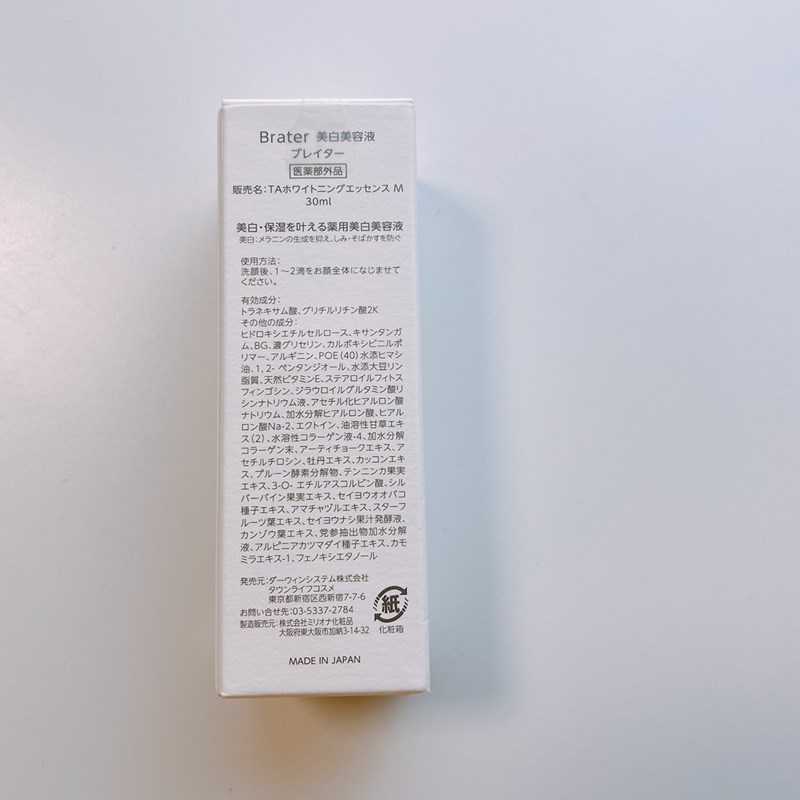 Brater 美白美容液
ブレイター
医薬部外品
販売名：TAホワイトニングエッセンス M
30ml
美白・保湿を叶える薬用美白美容液
美白：メラニンの生成を抑え、しみ・そばかすを防ぐ
使用方法：
洗顔後、1〜2滴をお顔全体になじませて
ください。
有効成分：
トラネキサム酸、グリチルリチン酸2K
その他の成分：
ヒドロキシエチルセルロース、キサンタンガ
ム、BG、濃グリセリン、カルボキシビニルポ
リマー、アルギニン、POE(40)水添ヒマシ
油、1, 2- ペンタンジオール、水添大豆リン
脂質、天然ビタミンE、ステアロイルフィトス
フィンゴシン、ジラウロイルグルタミン酸リ
シンナトリウム液、アセチル化ヒアルロン酸
ナトリウム、加水分解ヒアルロン酸、ヒアル
ロン酸Na-2、エクトイン、油溶性甘草エキ
ス(2)、水溶性コラーゲン液-4、加水分解
コラーゲン末、アーティチョークエキス、ア
セチルチロシン、牡丹エキス、カッコンエキ
ス、プルーン酵素分解物、テンニンカ果実
エキス、3-O- エチルアスコルビン酸、シル
バーバイン果実エキス、セイヨウオオバコ
種子エキス、アマチャヅルエキス、スターフ
ルーツ葉エキス、セイヨウナシ果汁発酵液、
カンゾウ葉エキス、党参抽出物加水分解
液、アルピニアカツマダイ種子エキス、カモ
ミラエキス-1、フェノキシエタノール
発売元：ダーウィンシステム株式会社
タウンライフコスメ
東京都新宿区西新宿7-7-6
お問い合せ先：03-5337-2784
製造販売元：株式会社ミリオナ化粧品
大阪府東大阪市加納3-14-32
紙
化粧箱
MADE IN JAPAN